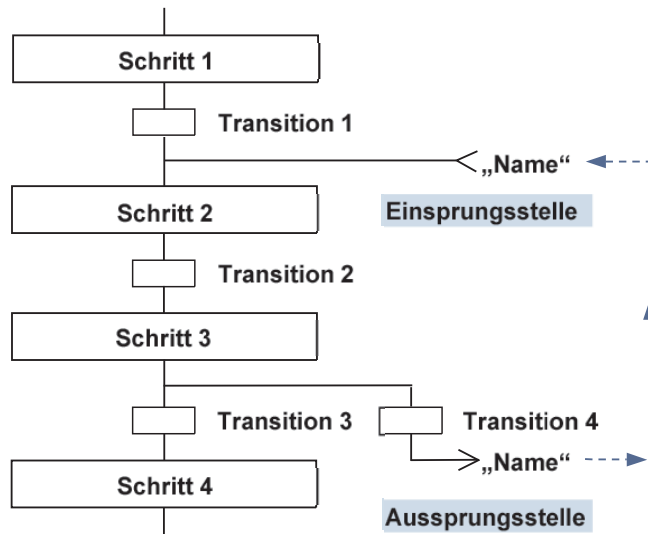 Schritt 1
Transition 1
„Name“
Schritt 2
Einsprungsstelle
Transition 2
Schritt 3
Transition 3
Transition 4
„Name“
Schritt 4
Aussprungsstelle